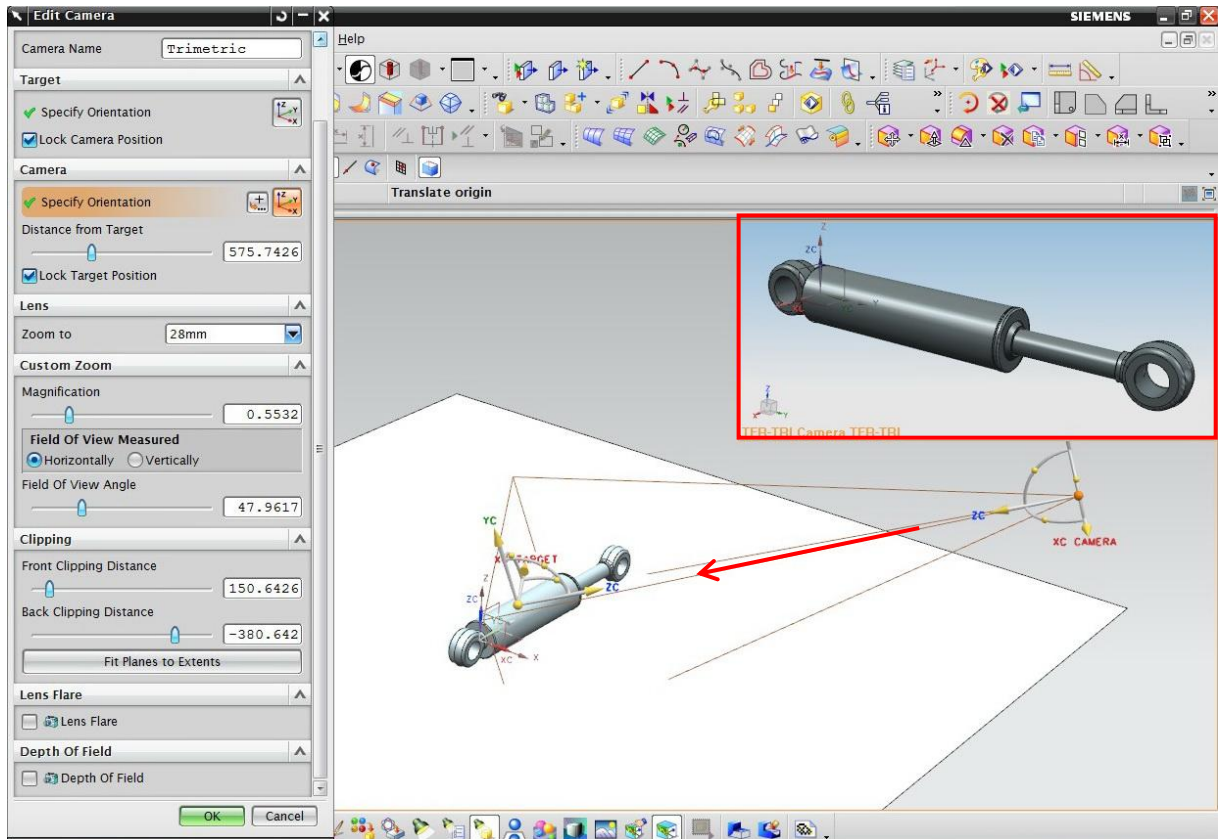 Edit Camera
SIEMENS
Camera Name Trimetric
Help
Target
Specify Orientation
Lock Camera Position
Camera
Specify Orientation
Translate origin
Distance from Target
575.7426
Lock Target Position
Lens
Zoom to 28mm
Custom Zoom
Magnification
0.5532
Field Of View Measured
Horizontally Vertically
Field Of View Angle
47.9617
Clipping
Front Clipping Distance
150.6426
Back Clipping Distance
-380.642
Fit Planes to Extents
Lens Flare
Lens Flare
Depth Of Field
Depth Of Field
OK Cancel
Z
ZC
Y
Z
X Y
TFR-TRI Camera TFR-TRI
ZC
XC CAMERA
YC
TARGET
ZC
Z
ZC
XC X